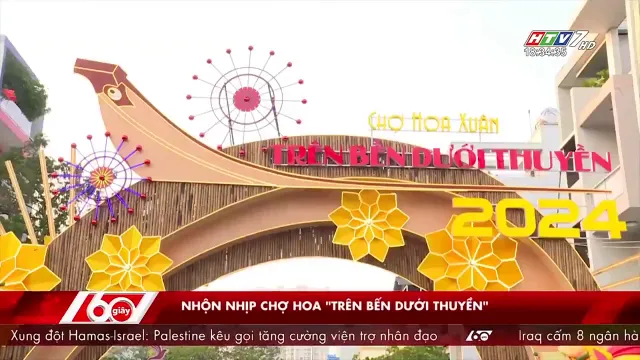 HTV7 HD
18:34:35
CHỢ HOA XUÂN
TRÊN BẾN DƯỚI THUYỀN
2024
60 giây
NHỘN NHỊP CHỢ HOA "TRÊN BẾN DƯỚI THUYỀN"
Xung đột Hamas-Israel: Palestine kêu gọi tăng cường viện trợ nhân đạo
60
Iraq cấm 8 ngân hà